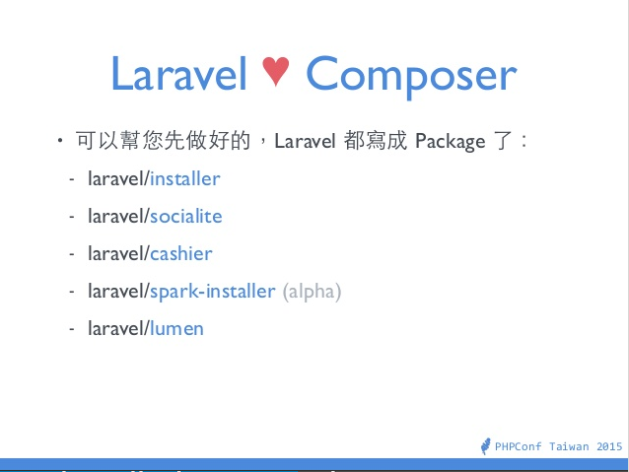 Laravel ♥ Composer
• 可以幫您先做好的，Laravel 都寫成 Package 了：
- laravel/installer
- laravel/socialite
- laravel/cashier
- laravel/spark-installer (alpha)
- laravel/lumen
PHPConf Taiwan 2015